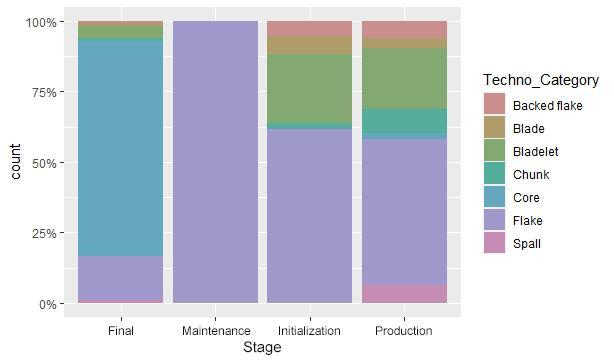 100%
75%
50%
25%
0%
count
Final Maintenance Initialization Production
Stage
Techno_Category
Backed flake
Blade
Bladelet
Chunk
Core
Flake
Spall